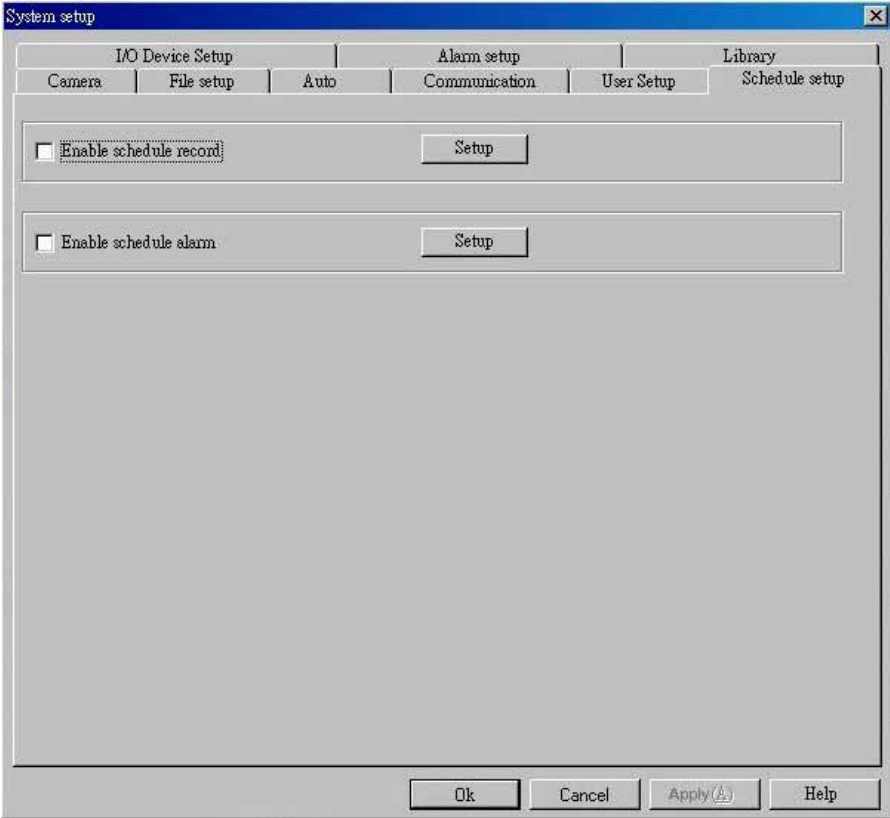 System setup
I/O Device Setup Alarm setup Library
Camera File setup Auto Communication User Setup Schedule setup
Enable schedule record Setup
Enable schedule alarm Setup
Ok Cancel Apply(A) Help